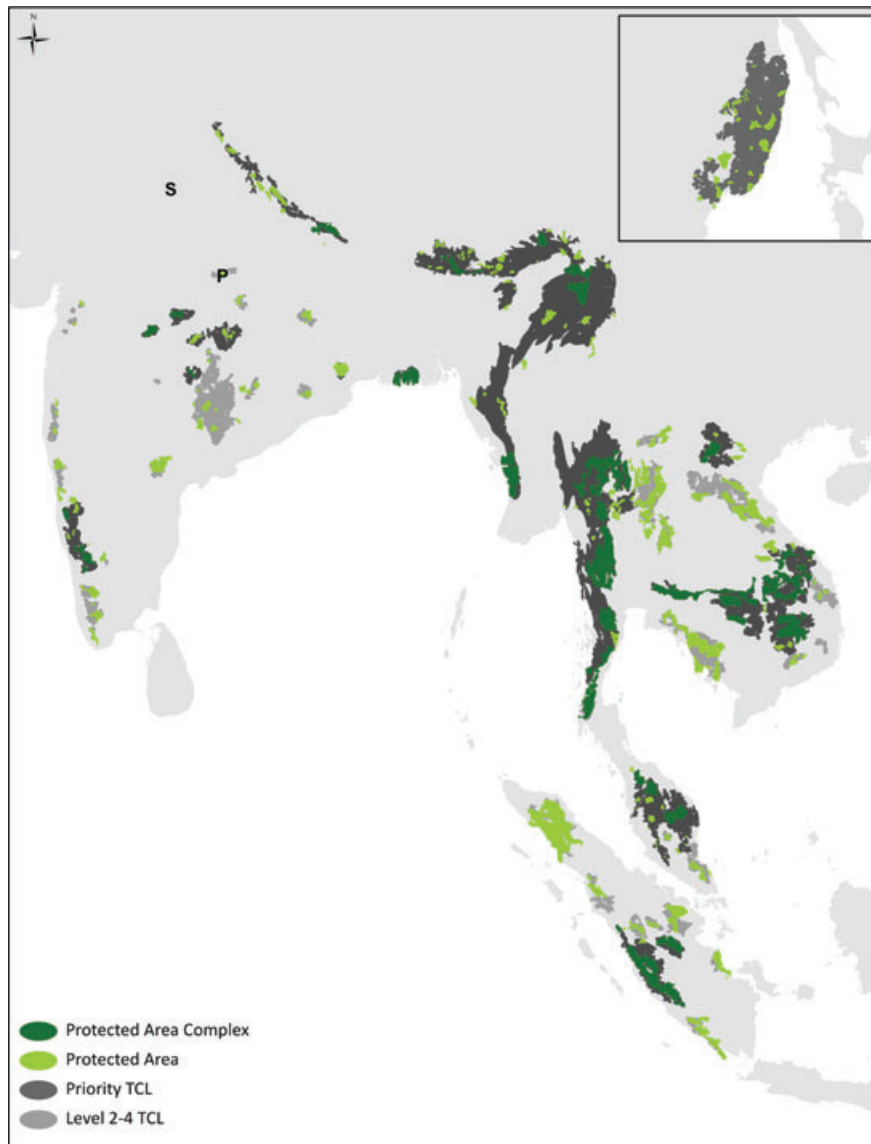 N
S
P
Protected Area Complex
Protected Area
Priority TCL
Level 2-4 TCL